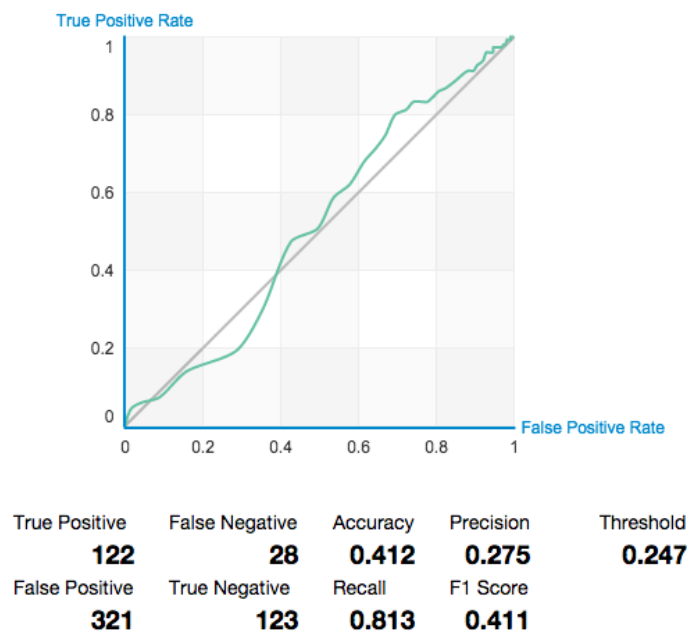 True Positive Rate
1
0.8
0.6
0.4
0.2
0
0 0.2 0.4 0.6 0.8 1
False Positive Rate
True Positive False Negative Accuracy Precision Threshold
122 28 0.412 0.275 0.247
False Positive True Negative Recall F1 Score
321 123 0.813 0.411